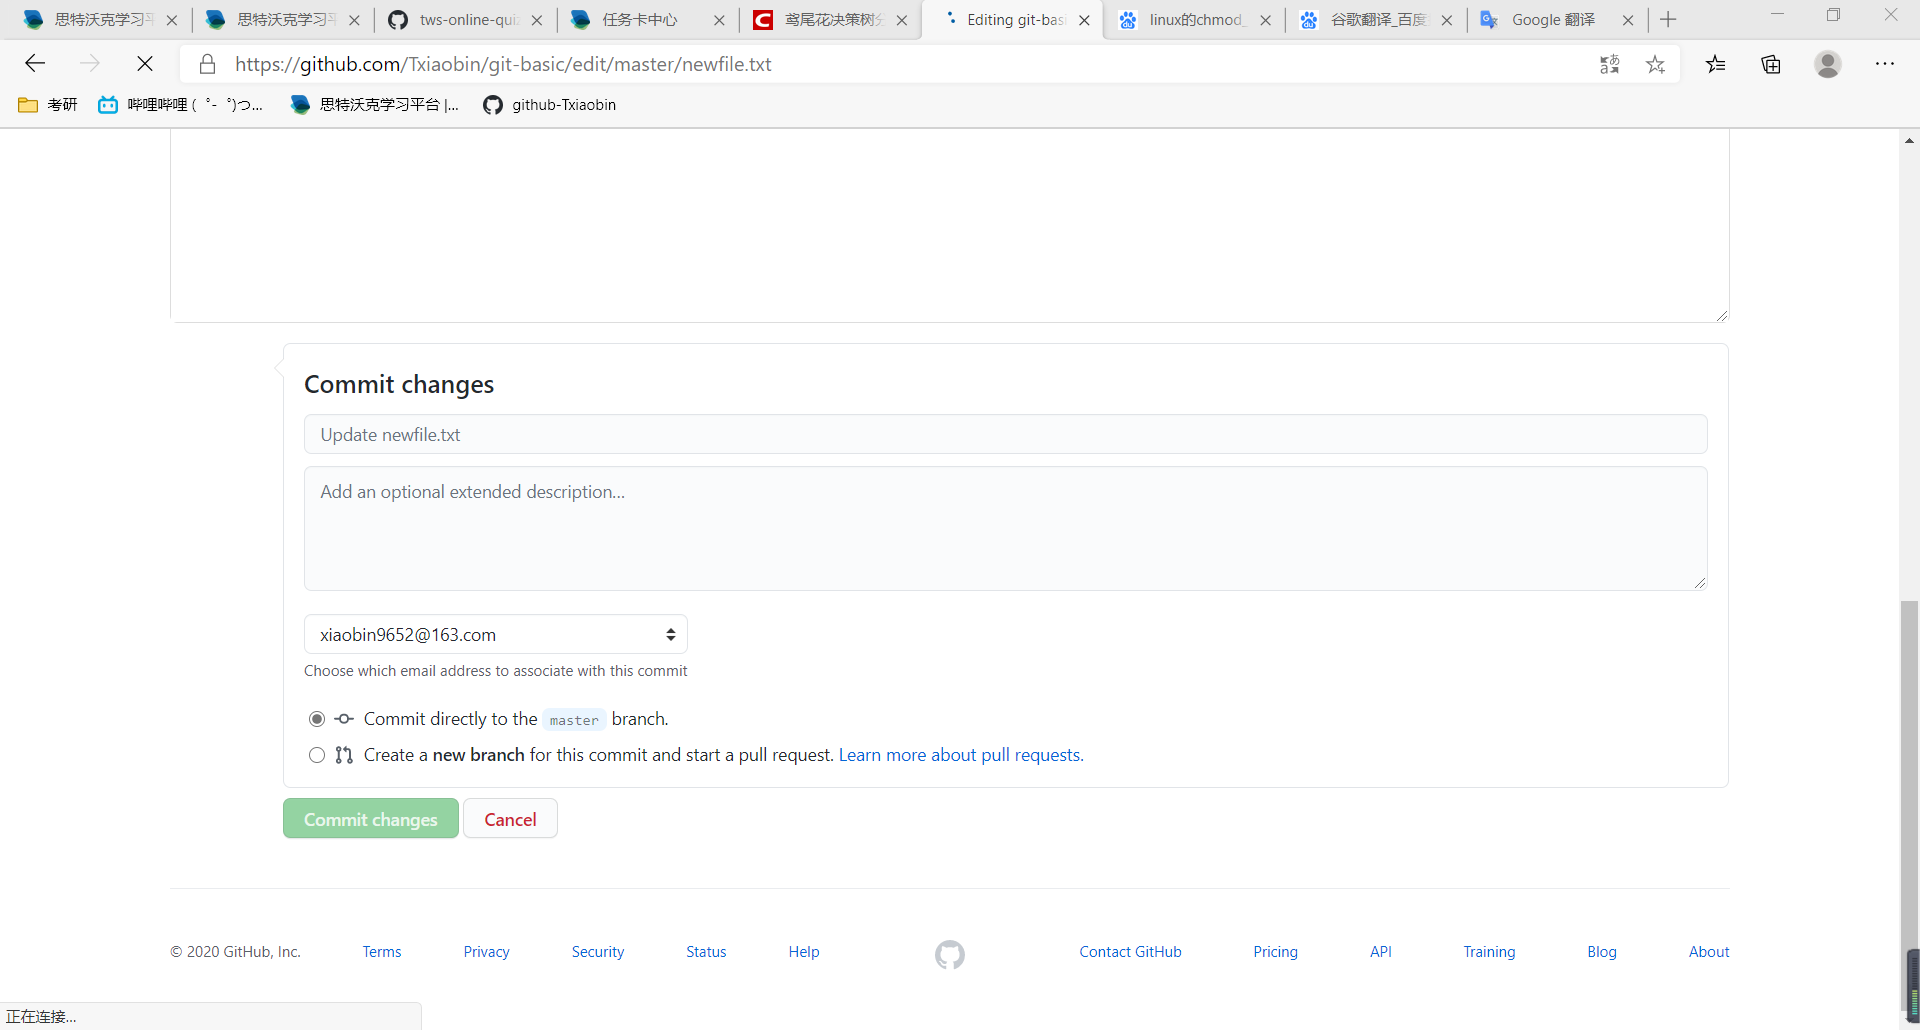 思特沃克学习平
思特沃克学习平
tws-online-qui
任务卡中心
鸢尾花决策树分
Editing git-bas
linux的chmod_
谷歌翻译_百度
Google 翻译
https://github.com/Txiaobin/git-basic/edit/master/newfile.txt
考研
哔哩哔哩 ( ゜- ゜)つ...
思特沃克学习平台 |...
github-Txiaobin
Commit changes
Update newfile.txt
Add an optional extended description...
xiaobin9652@163.com
Choose which email address to associate with this commit
Commit directly to the master branch.
Create a new branch for this commit and start a pull request. Learn more about pull requests.
Commit changes
Cancel
© 2020 GitHub, Inc.
Terms
Privacy
Security
Status
Help
Contact GitHub
Pricing
API
Training
Blog
About
正在连接...